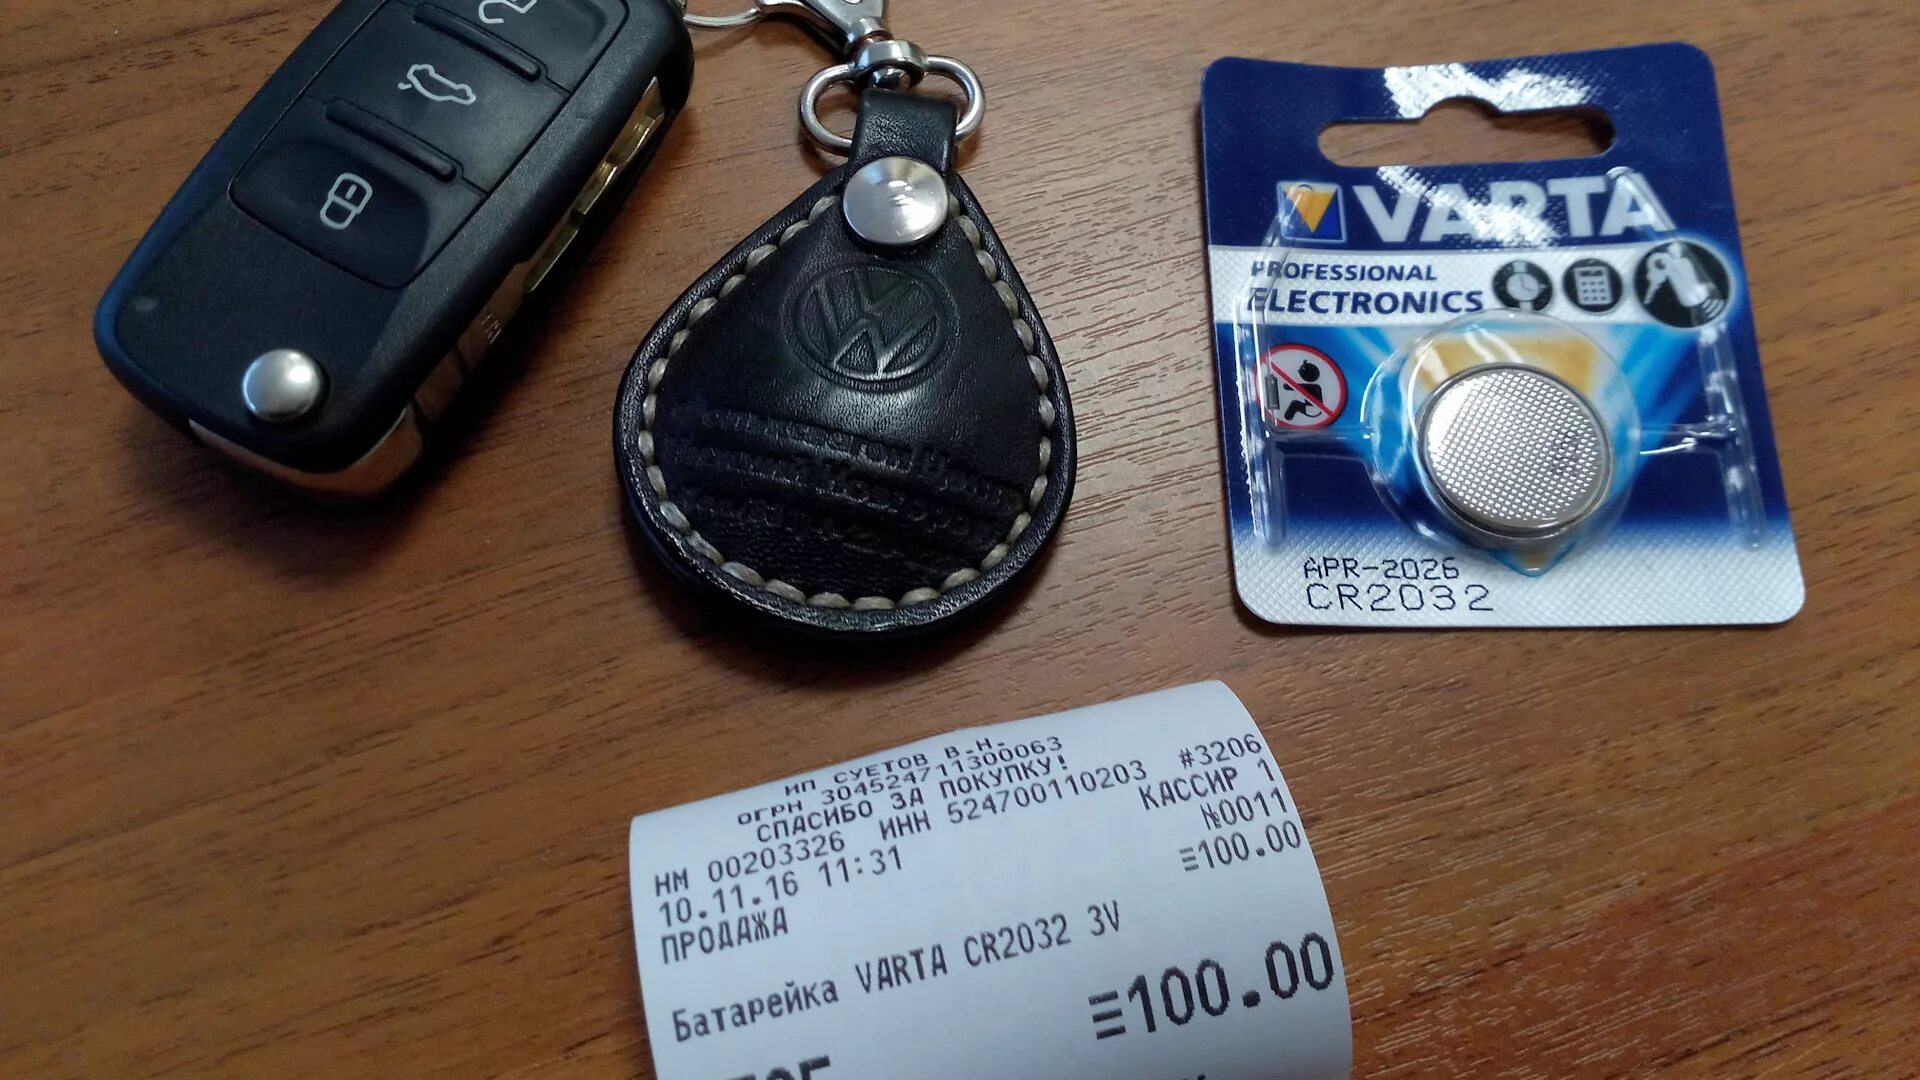 VARTA
PROFESSIONAL
ELECTRONICS
APR-2026
CR2032
ИП СУЕТОВ В.Н.
ОГРН 304524711300063
СПАСИБО ЗА ПОКУПКУ!
НМ 00203326 ИНН 524700110203 #3206
10.11.16 11:31 КАССИР 1
ПРОДАЖА №0011
Батарейка VARTA CR2032 3V ≡100.00
≡100.00